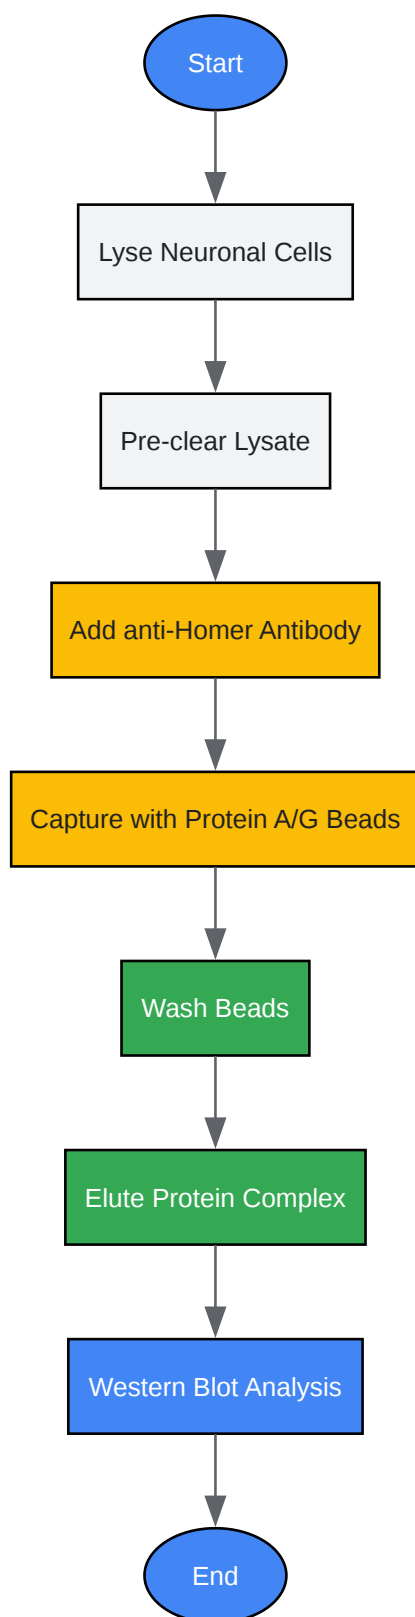 Start
Lyse Neuronal Cells
Pre-clear Lysate
Add anti-Homer Antibody
Capture with Protein A/G Beads
Wash Beads
Elute Protein Complex
Western Blot Analysis
End